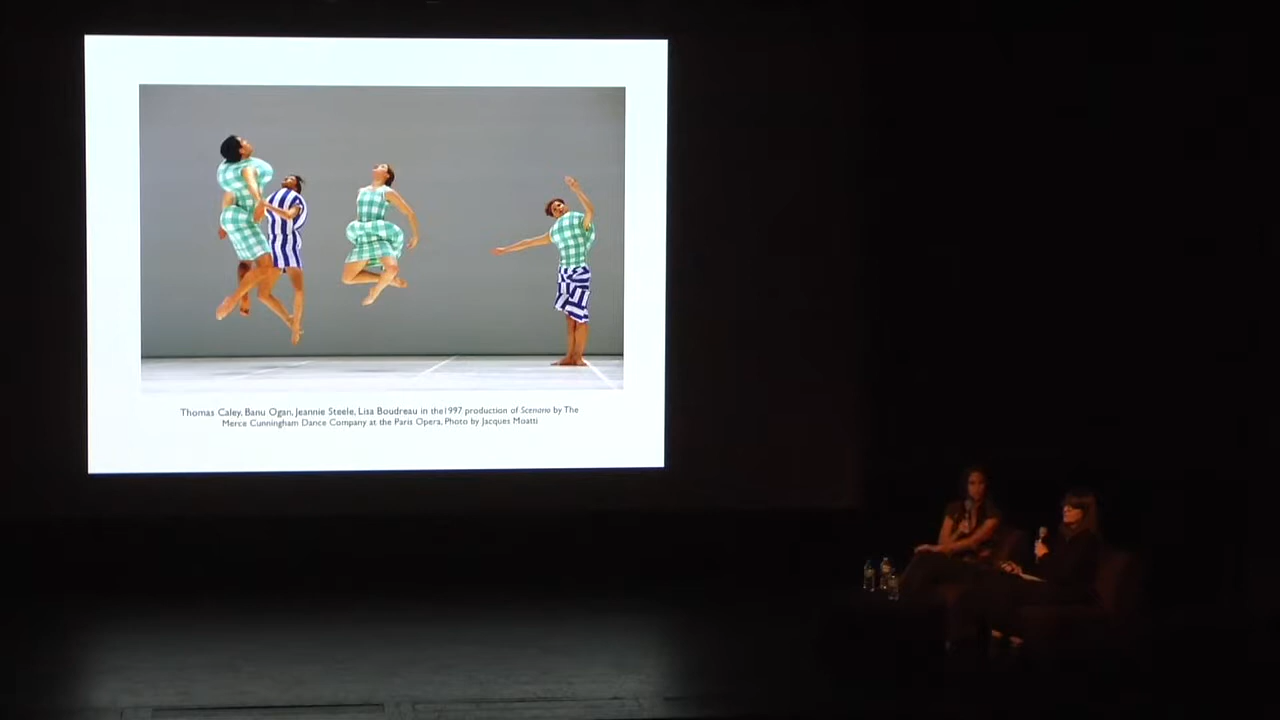 Thomas Caley, Banu Ogan, Jeannie Steele, Lisa Boudreau in the1997 production of Scenario by The
Merce Cunningham Dance Company at the Paris Opera, Photo by Jacques Moatti